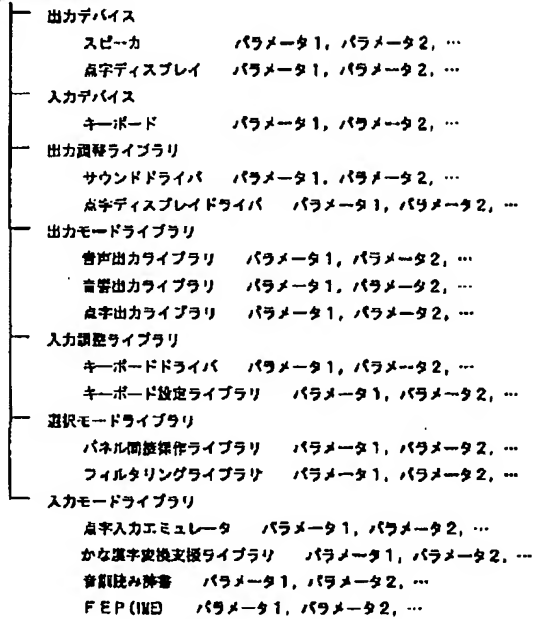 出力デバイス
スピーカ パラメータ1, パラメータ2, …
点字ディスプレイ パラメータ1, パラメータ2, …
入力デバイス
キーボード パラメータ1, パラメータ2, …
出力調整ライブラリ
サウンドドライバ パラメータ1, パラメータ2, …
点字ディスプレイドライバ パラメータ1, パラメータ2, …
出力モードライブラリ
音声出力ライブラリ パラメータ1, パラメータ2, …
音響出力ライブラリ パラメータ1, パラメータ2, …
点字出力ライブラリ パラメータ1, パラメータ2, …
入力調整ライブラリ
キーボードドライバ パラメータ1, パラメータ2, …
キーボード設定ライブラリ パラメータ1, パラメータ2, …
選択モードライブラリ
パネル間接操作ライブラリ パラメータ1, パラメータ2, …
フィルタリングライブラリ パラメータ1, パラメータ2, …
入力モードライブラリ
点字入力エミュレータ パラメータ1, パラメータ2, …
かな漢字変換支援ライブラリ パラメータ1, パラメータ2, …
音訓読み辞書 パラメータ1, パラメータ2, …
FEP(IME) パラメータ1, パラメータ2, …